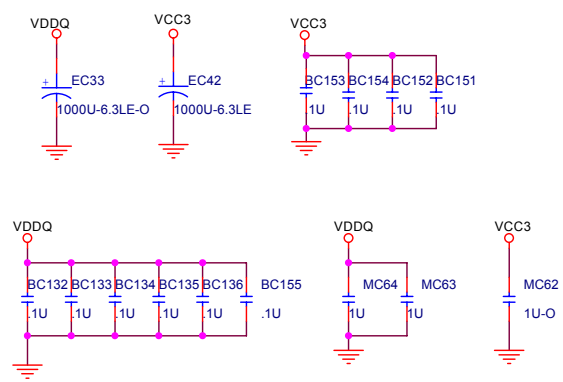 VDDQ
VCC3
VCC3
+ EC33
+ EC42
BC153 BC154 BC152 BC151
1000U-6.3LE-O
1000U-6.3LE
.1U .1U .1U .1U
VDDQ
VDDQ
VCC3
BC132 BC133 BC134 BC135 BC136 BC155
MC64 MC63
MC62
.1U .1U .1U .1U .1U .1U
1U 1U
1U-O